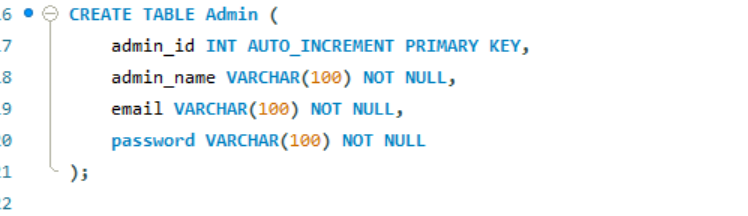 6 CREATE TABLE Admin (
7 admin_id INT AUTO_INCREMENT PRIMARY KEY,
8 admin_name VARCHAR(100) NOT NULL,
9 email VARCHAR(100) NOT NULL,
0 password VARCHAR(100) NOT NULL
1 );
2